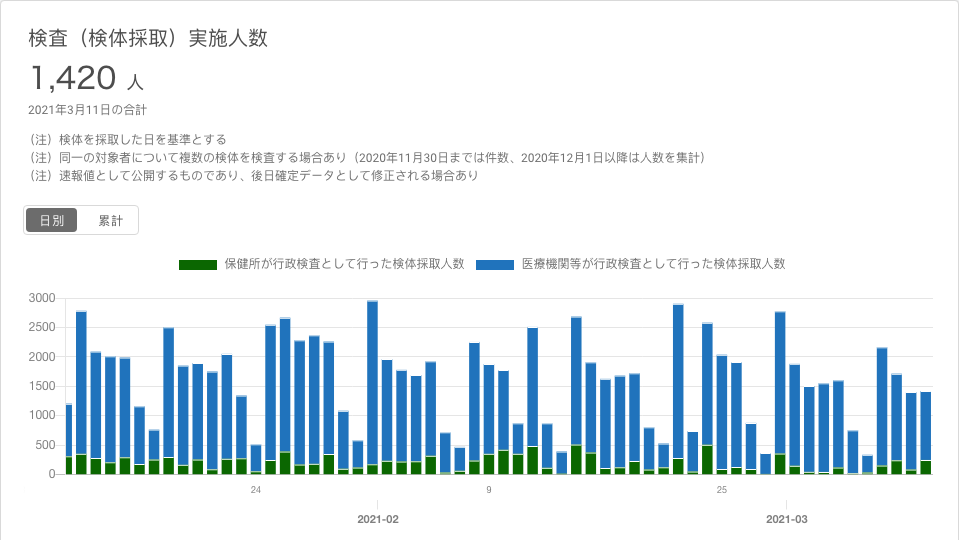 検査（検体採取）実施人数
1,420 人
2021年3月11日の合計
（注）検体を採取した日を基準とする
（注）同一の対象者について複数の検体を検査する場合あり（2020年11月30日までは件数、2020年12月1日以降は人数を集計）
（注）速報値として公開するものであり、後日確定データとして修正される場合あり
日別 累計
保健所が行政検査として行った検体採取人数 医療機関等が行政検査として行った検体採取人数
3000
2500
2000
1500
1000
500
0
24 9 25
2021-02 2021-03